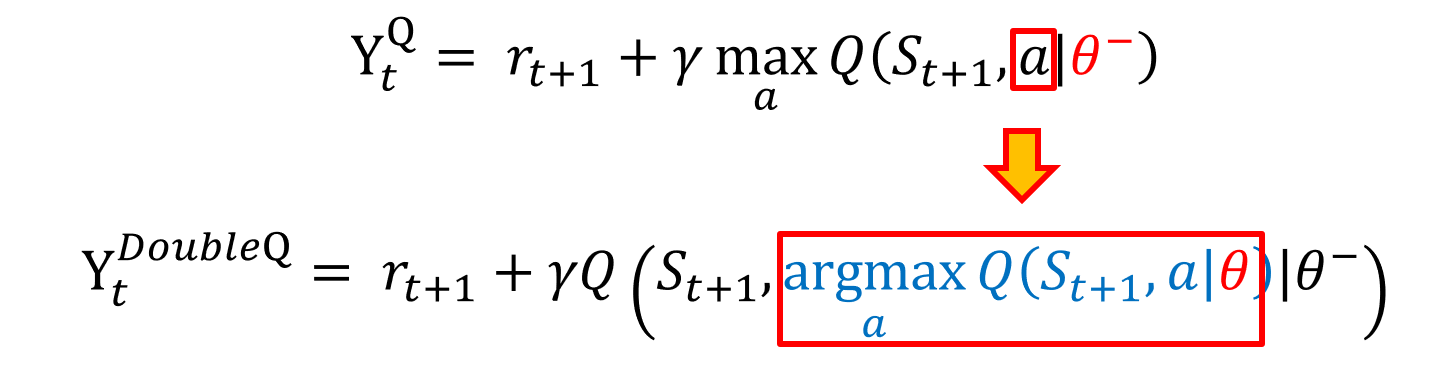 Y_t^Q = r_{t+1} + γ max_a Q(S_{t+1}, a|θ⁻)
Y_t^{DoubleQ} = r_{t+1} + γQ(S_{t+1}, argmax_a Q(S_{t+1}, a|θ)|θ⁻)